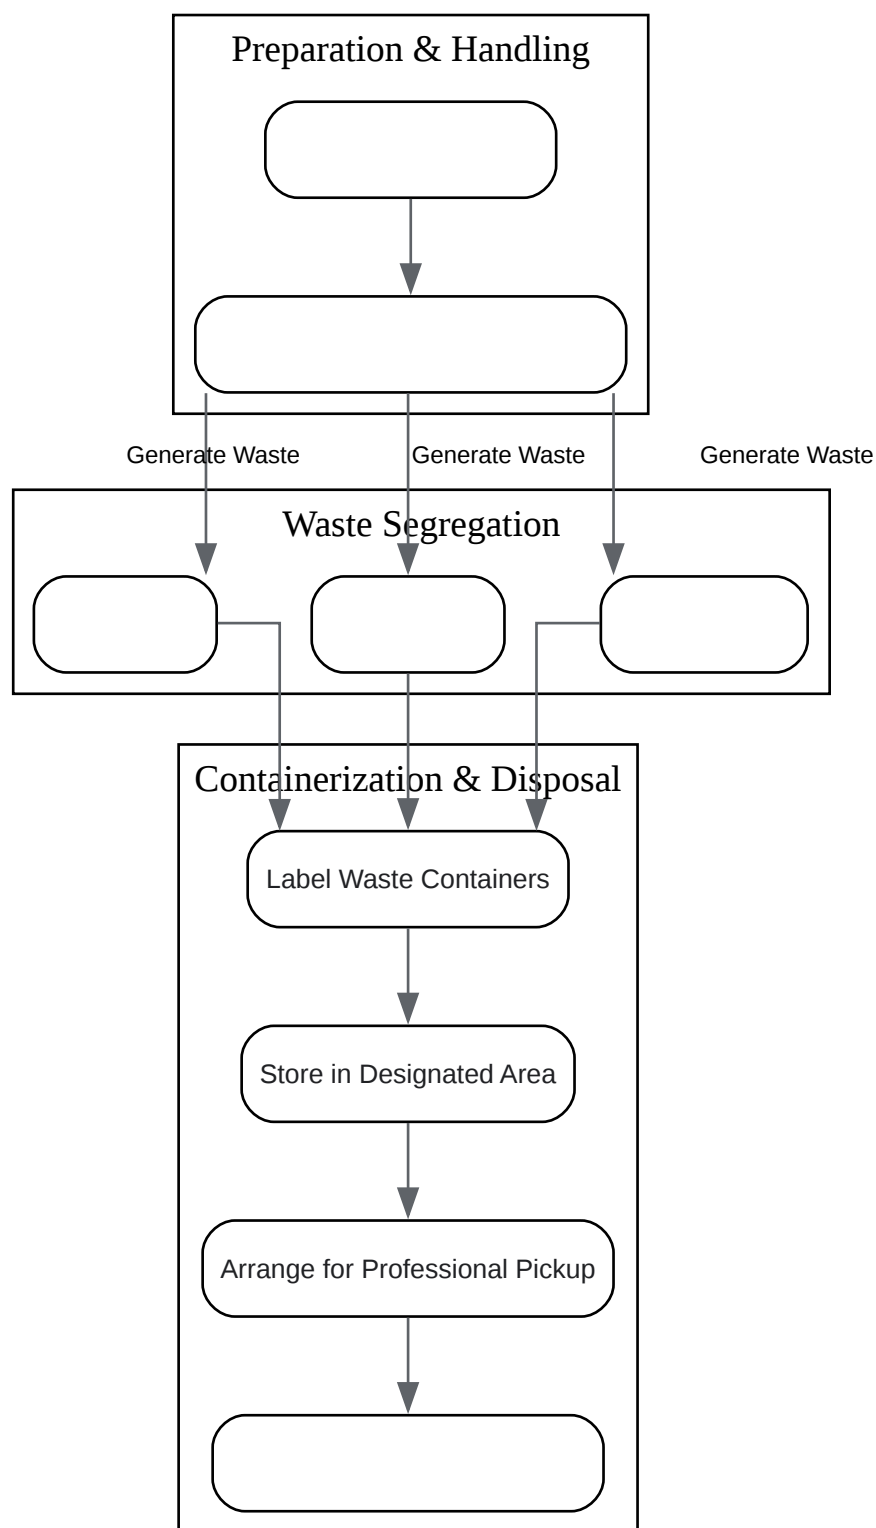 Preparation & Handling
Generate Waste
Generate Waste
Generate Waste
Waste Segregation
Containerization & Disposal
Label Waste Containers
Store in Designated Area
Arrange for Professional Pickup